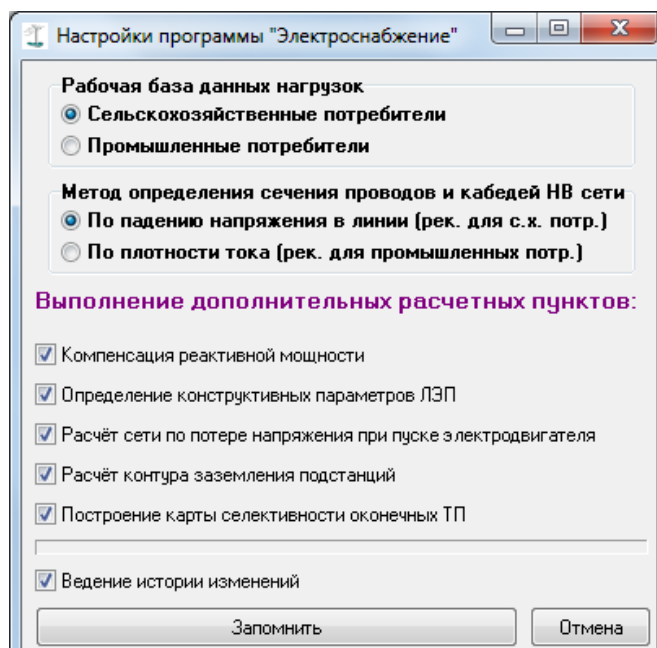 Настройки программы "Электроснабжение"
Рабочая база данных нагрузок
Сельскохозяйственные потребители
Промышленные потребители
Метод определения сечения проводов и кабедей НВ сети
По падению напряжения в линии (рек. для с.х. потр.)
По плотности тока (рек. для промышленных потр.)
Выполнение дополнительных расчетных пунктов:
Компенсация реактивной мощности
Определение конструктивных параметров ЛЭП
Расчёт сети по потере напряжения при пуске электродвигателя
Расчёт контура заземления подстанций
Построение карты селективности оконечных ТП
Ведение истории изменений
Запомнить
Отмена